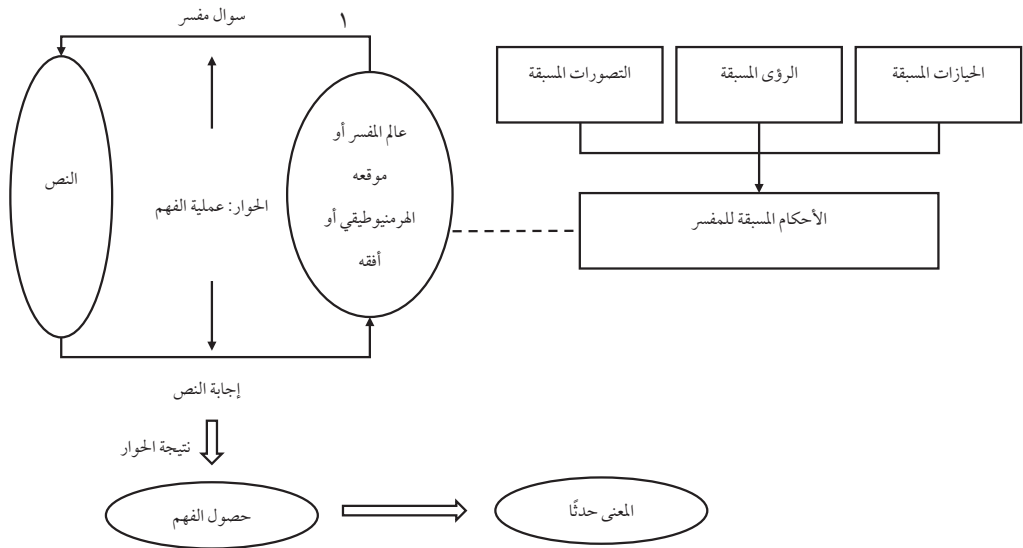 سوال مفسر
١
الحيازات المسبقة
الرؤى المسبقة
التصورات المسبقة
الأحكام المسبقة للمفسر
عالم المفسر أو
موقعه
الهرمنيوطيقي أو
أفقه
الحوار: عملية الفهم
النص
إجابة النص
نتيجة الحوار
حصول الفهم
المعنى حدثًا